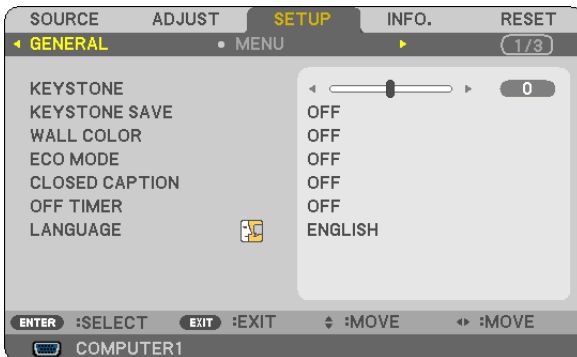 SOURCE ADJUST SETUP INFO. RESET
GENERAL MENU (1/3)
KEYSTONE 0
KEYSTONE SAVE OFF
WALL COLOR OFF
ECO MODE OFF
CLOSED CAPTION OFF
OFF TIMER OFF
LANGUAGE ENGLISH
ENTER :SELECT EXIT :EXIT :MOVE :MOVE
COMPUTER1